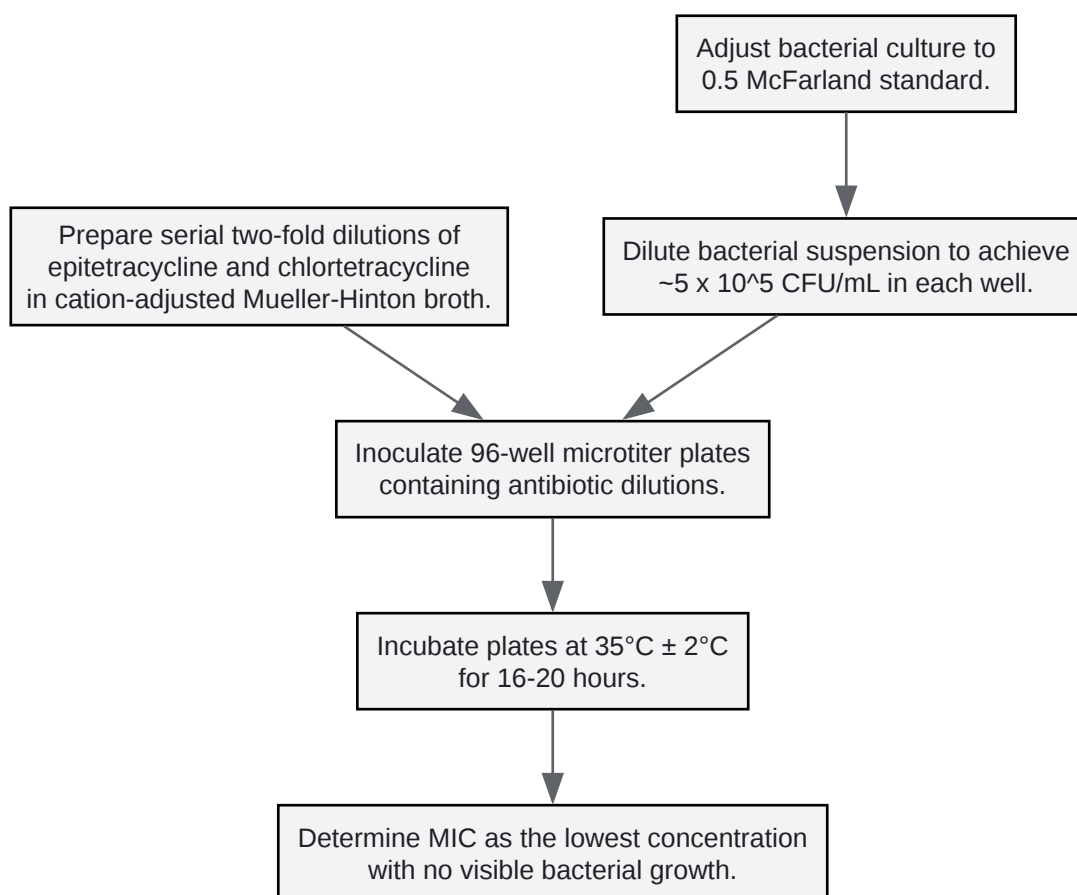 Adjust bacterial culture to
0.5 McFarland standard.
Prepare serial two-fold dilutions of
epitetracycline and chlortetracycline
in cation-adjusted Mueller-Hinton broth.
Dilute bacterial suspension to achieve
~5 x 10^5 CFU/mL in each well.
Inoculate 96-well microtiter plates
containing antibiotic dilutions.
Incubate plates at 35°C ± 2°C
for 16-20 hours.
Determine MIC as the lowest concentration
with no visible bacterial growth.